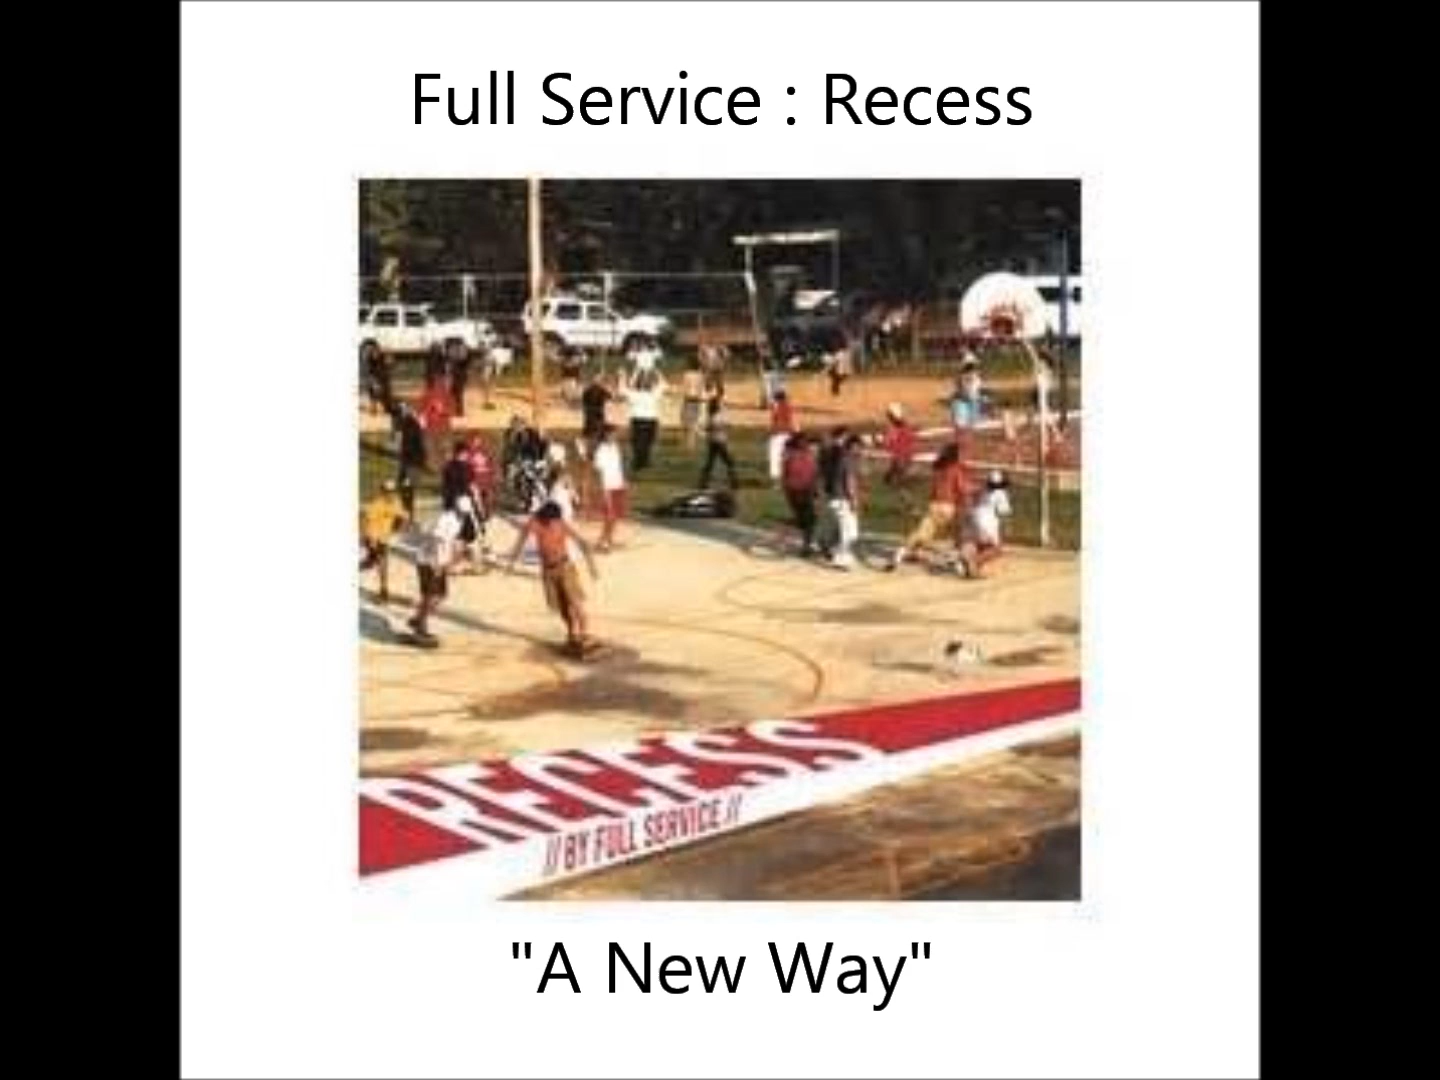 Full Service : Recess
RECESS
// BY FULL SERVICE //
"A New Way"